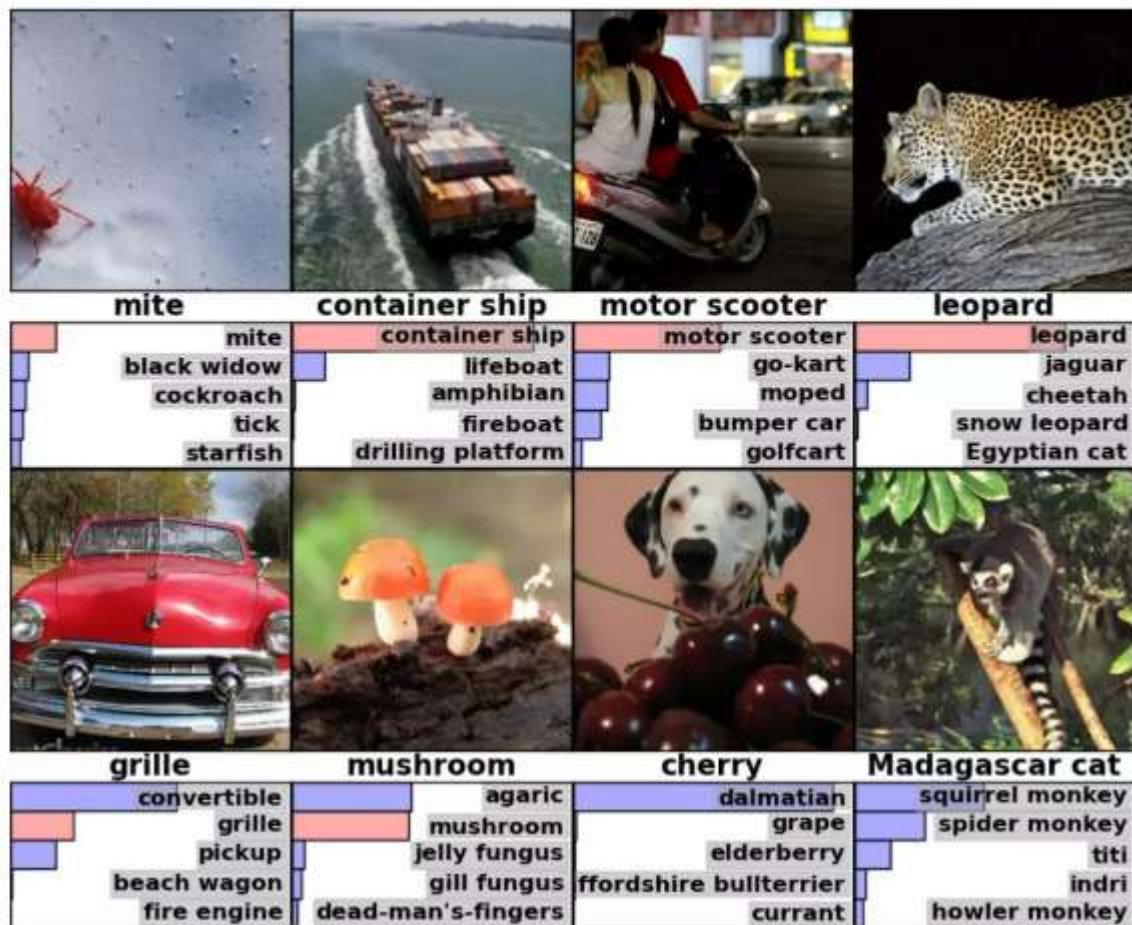 mite
container ship
motor scooter
leopard
mite
black widow
cockroach
tick
starfish
container ship
lifeboat
amphibian
fireboat
drilling platform
motor scooter
go-kart
moped
bumper car
golfcart
leopard
jaguar
cheetah
snow leopard
Egyptian cat
grille
mushroom
cherry
Madagascar cat
convertible
grille
pickup
beach wagon
fire engine
agaric
mushroom
jelly fungus
gill fungus
dead-man's-fingers
dalmatian
grape
elderberry
ffordshire bullterrier
currant
squirrel monkey
spider monkey
titi
indri
howler monkey